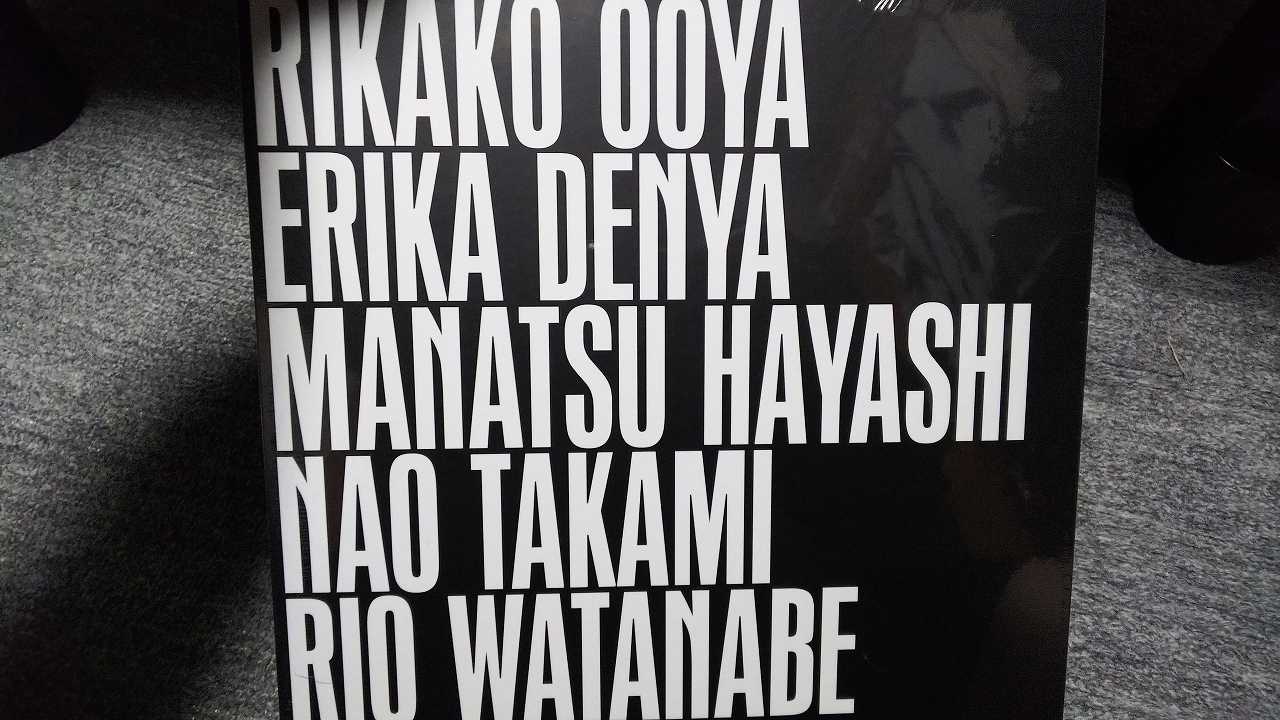 RIKAKO OOYA
ERIKA DENYA
MANATSU HAYASHI
NAO TAKAMI
RIO WATANABE